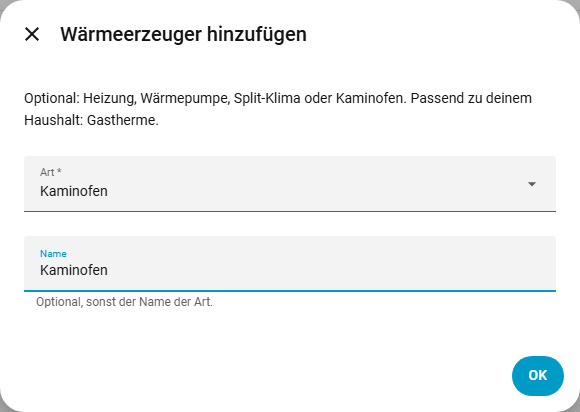 Wärmeerzeuger hinzufügen
Optional: Heizung, Wärmepumpe, Split-Klima oder Kaminofen. Passend zu deinem
Haushalt: Gastherme.
Art *
Kaminofen
Name
Kaminofen
Optional, sonst der Name der Art.
OK